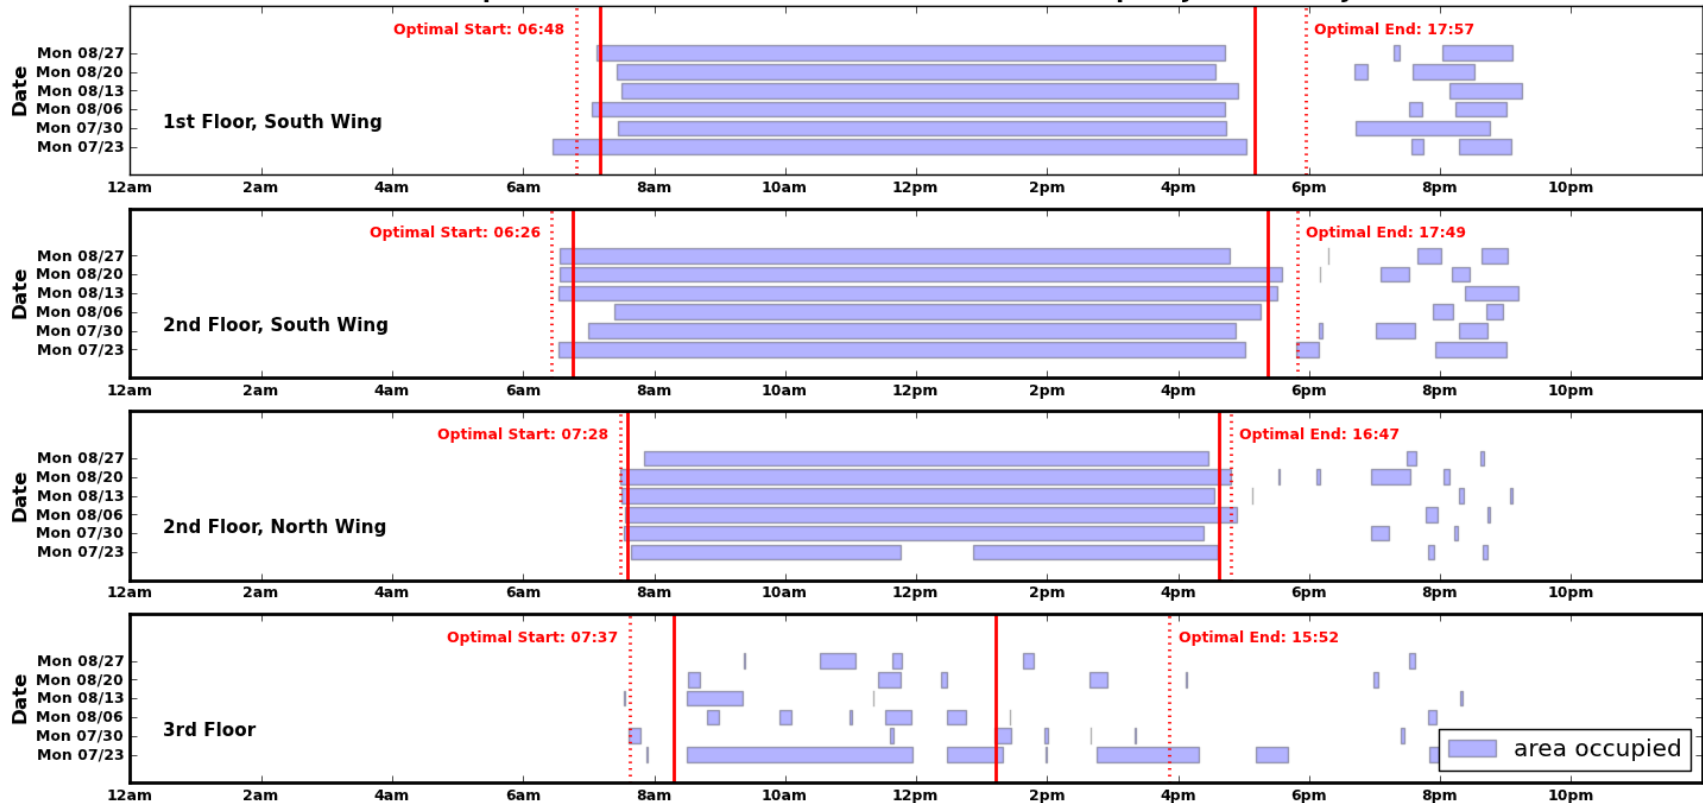 Optimal Start: 06:48
Optimal End: 17:57
Date
Mon 08/27
Mon 08/20
Mon 08/13
Mon 08/06
Mon 07/30
Mon 07/23
1st Floor, South Wing
12am 2am 4am 6am 8am 10am 12pm 2pm 4pm 6pm 8pm 10pm
Optimal Start: 06:26
Optimal End: 17:49
Date
Mon 08/27
Mon 08/20
Mon 08/13
Mon 08/06
Mon 07/30
Mon 07/23
2nd Floor, South Wing
12am 2am 4am 6am 8am 10am 12pm 2pm 4pm 6pm 8pm 10pm
Optimal Start: 07:28
Optimal End: 16:47
Date
Mon 08/27
Mon 08/20
Mon 08/13
Mon 08/06
Mon 07/30
Mon 07/23
2nd Floor, North Wing
12am 2am 4am 6am 8am 10am 12pm 2pm 4pm 6pm 8pm 10pm
Optimal Start: 07:37
Optimal End: 15:52
Date
Mon 08/27
Mon 08/20
Mon 08/13
Mon 08/06
Mon 07/30
Mon 07/23
3rd Floor
area occupied
12am 2am 4am 6am 8am 10am 12pm 2pm 4pm 6pm 8pm 10pm